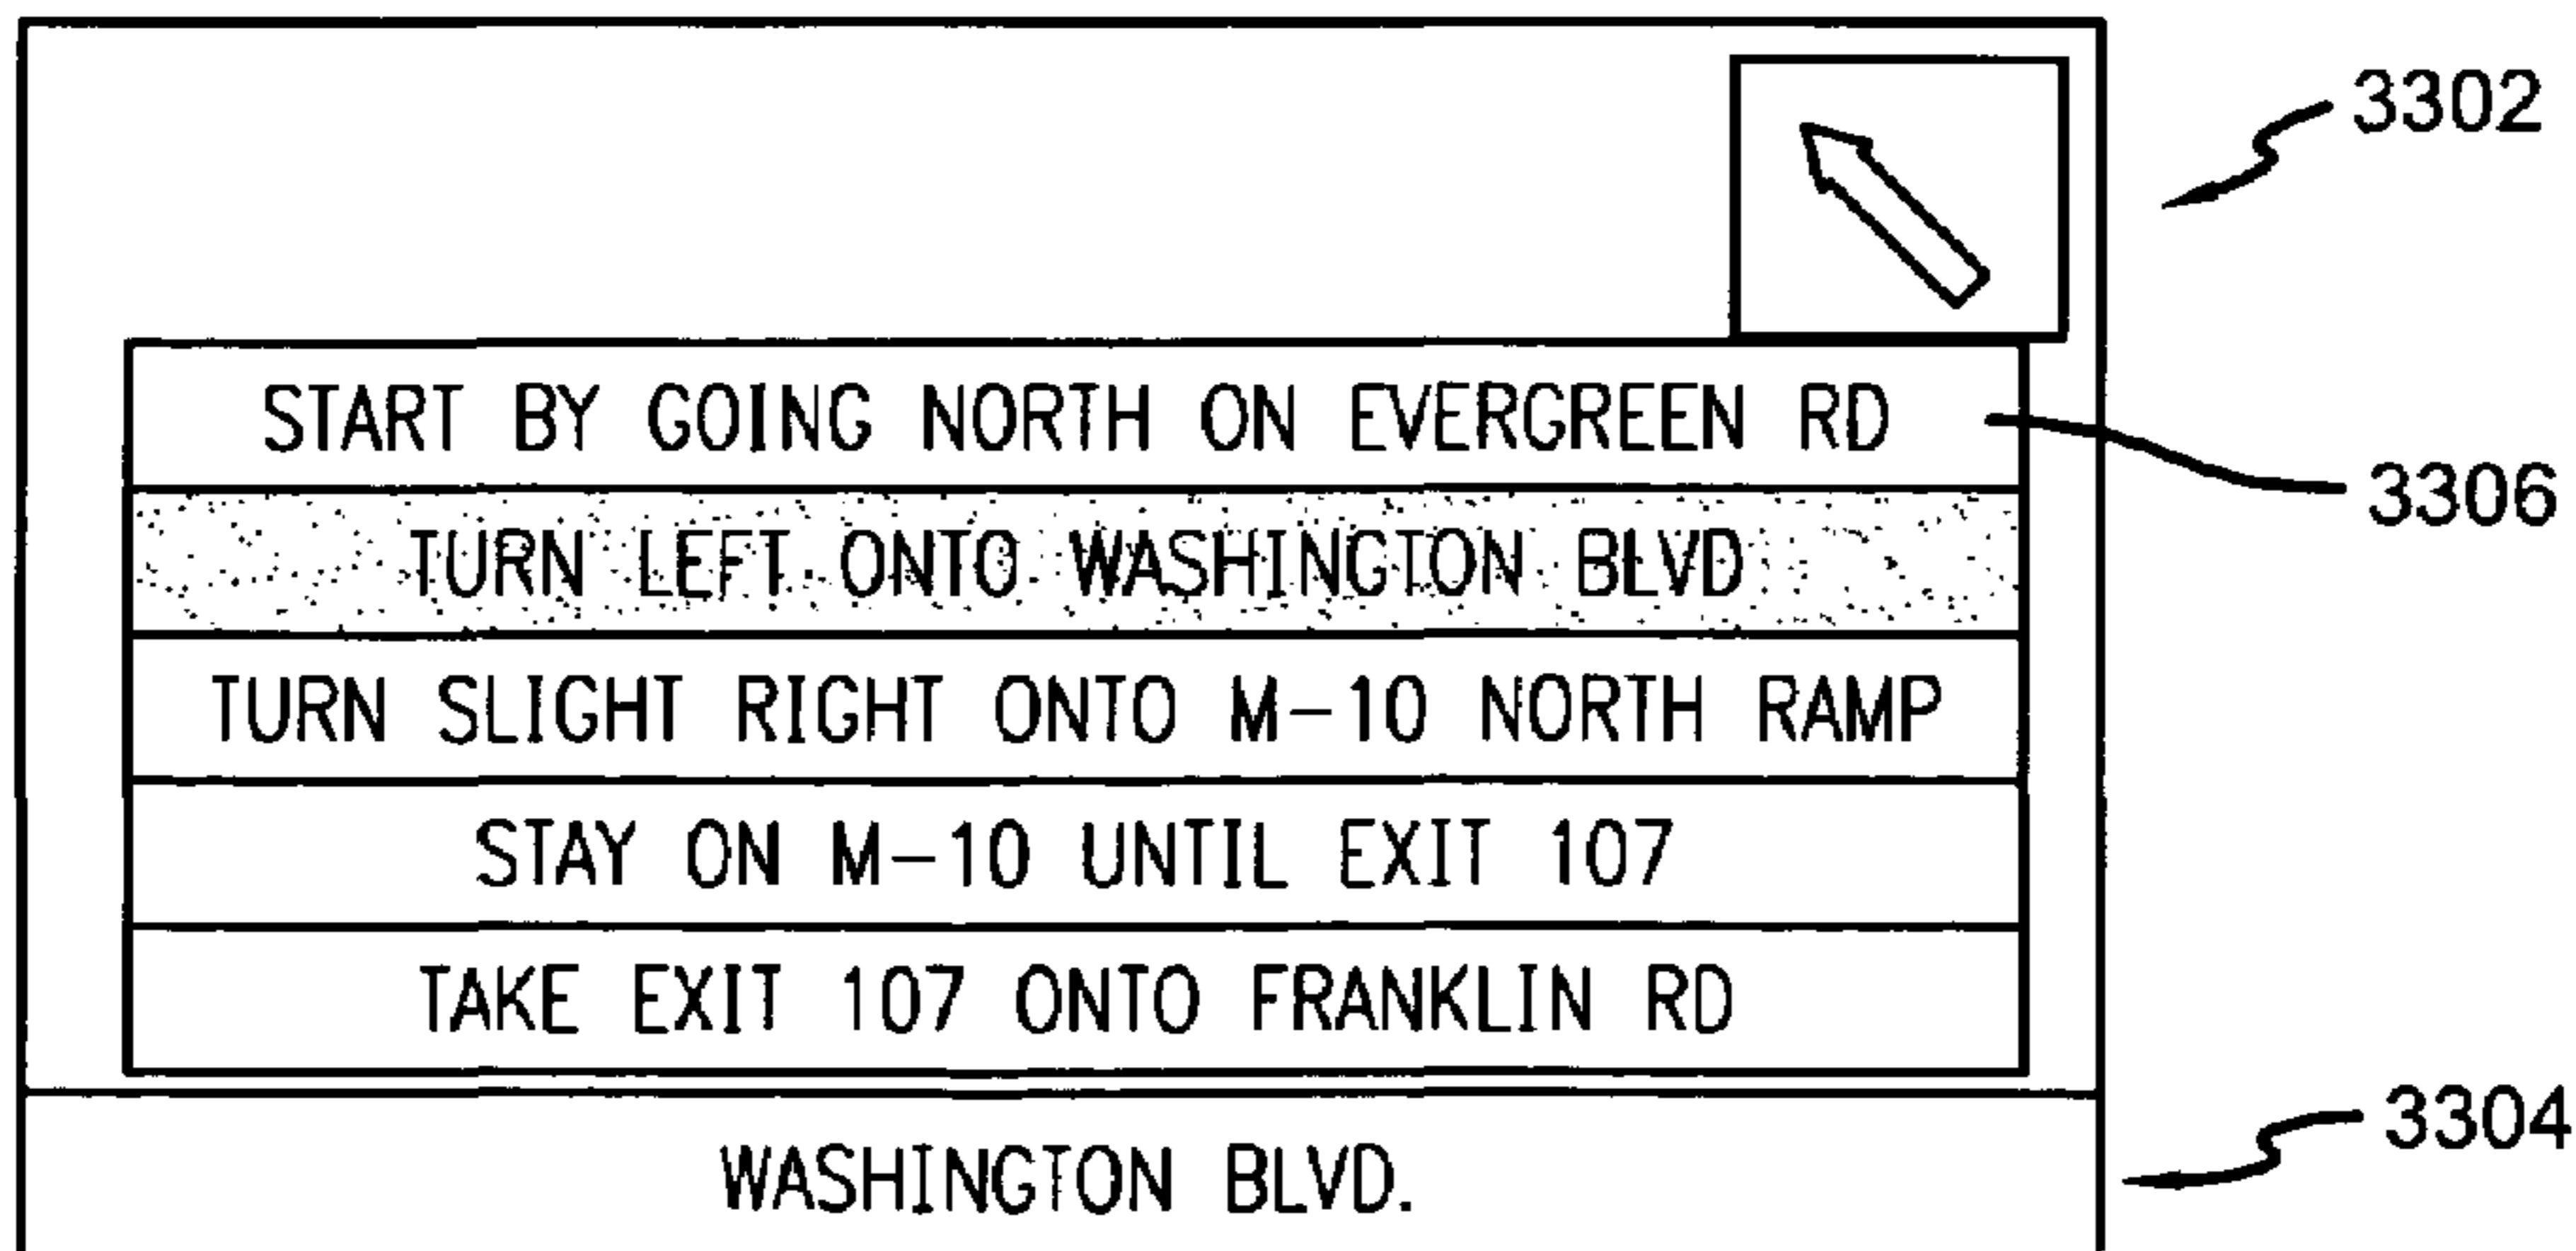 3302
START BY GOING NORTH ON EVERGREEN RD
3306
TURN LEFT ONTO WASHINGTON BLVD
TURN SLIGHT RIGHT ONTO M-10 NORTH RAMP
STAY ON M-10 UNTIL EXIT 107
TAKE EXIT 107 ONTO FRANKLIN RD
3304
WASHINGTON BLVD.